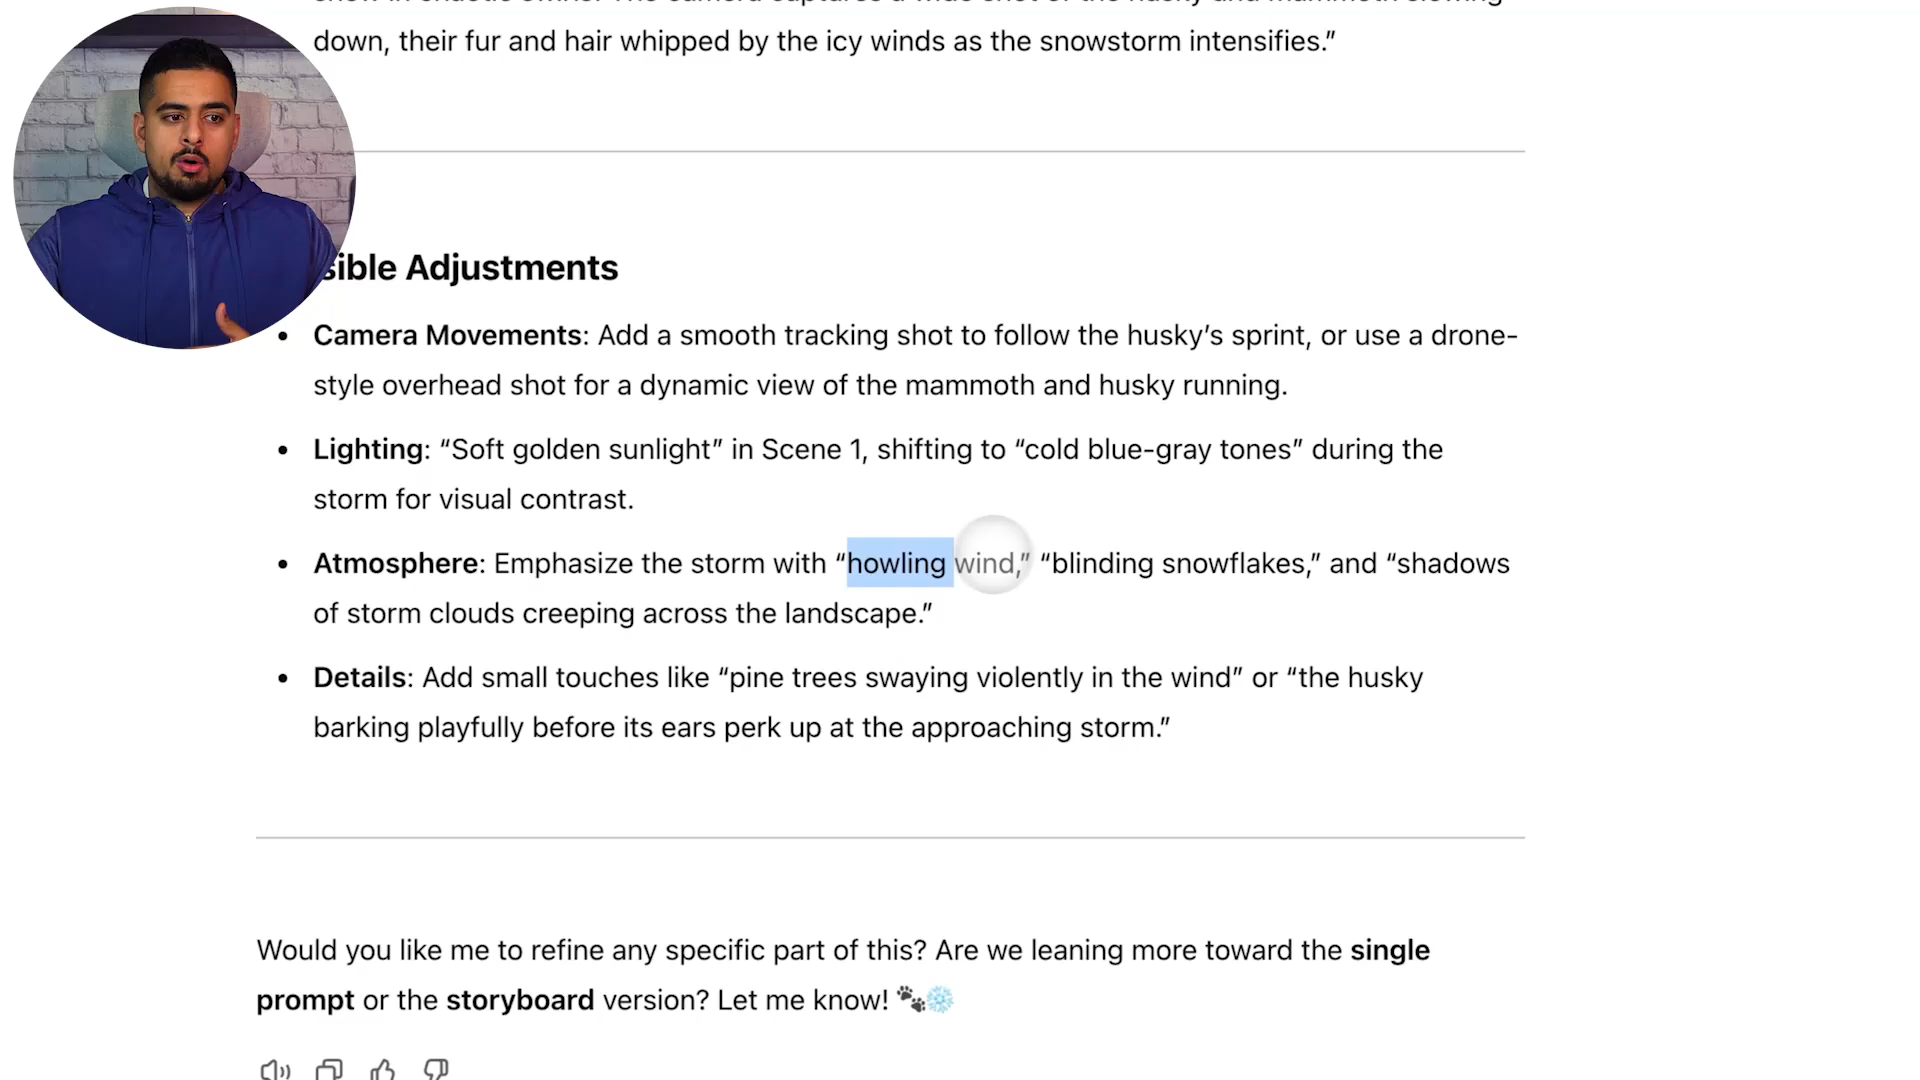 down, their fur and hair whipped by the icy winds as the snowstorm intensifies.”
sible Adjustments
• Camera Movements: Add a smooth tracking shot to follow the husky’s sprint, or use a drone-
style overhead shot for a dynamic view of the mammoth and husky running.
• Lighting: “Soft golden sunlight” in Scene 1, shifting to “cold blue-gray tones” during the
storm for visual contrast.
• Atmosphere: Emphasize the storm with “howling wind,” “blinding snowflakes,” and “shadows
of storm clouds creeping across the landscape.”
• Details: Add small touches like “pine trees swaying violently in the wind” or “the husky
barking playfully before its ears perk up at the approaching storm.”
Would you like me to refine any specific part of this? Are we leaning more toward the single
prompt or the storyboard version? Let me know! 🐾❄️